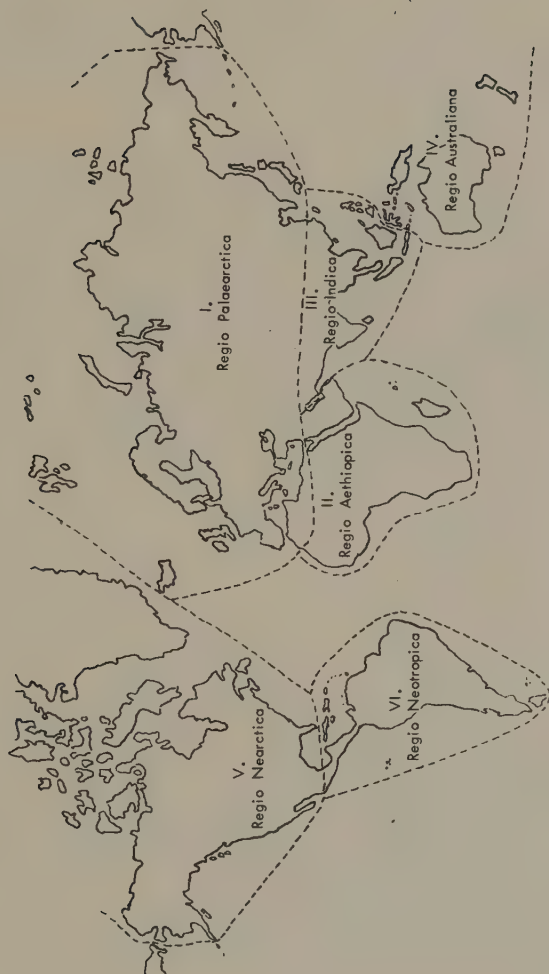 I.
Regio Palaearctica
II.
Regio Aethiopica
III.
Regio Indica
IV.
Regio Australiana
V.
Regio Nearctica
VI.
Regio Neotropica